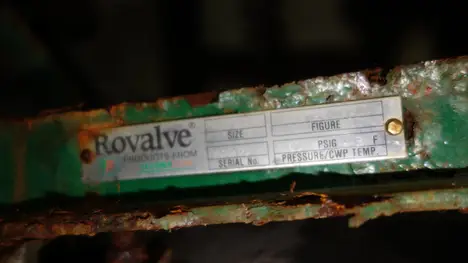 Rovalve®
PRODUCTS FROM
SIZE
FIGURE
SERIAL No.
PSIG F
PRESSURE/CWP TEMP.